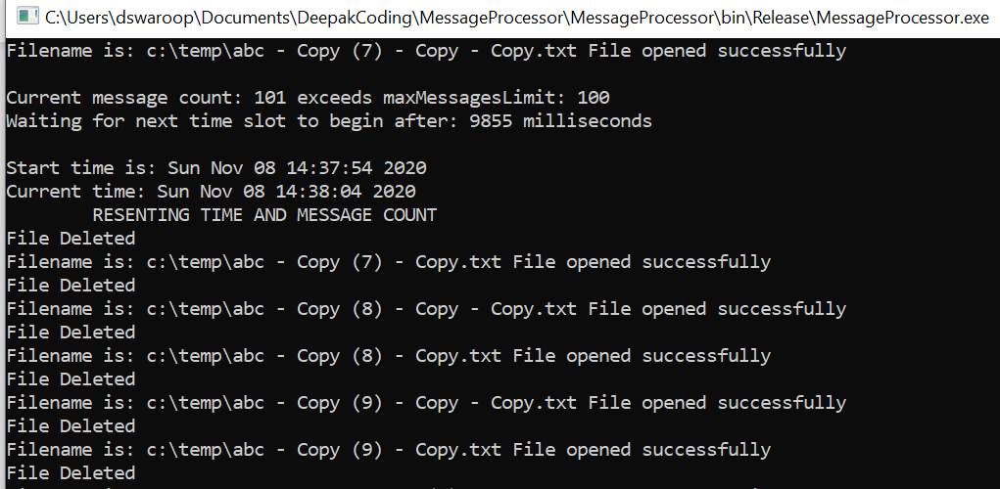 C:\Users\dswaroop\Documents\DeepakCoding\MessageProcessor\MessageProcessor\bin\Release\MessageProcessor.exe
Filename is: c:\temp\abc - Copy (7) - Copy - Copy.txt File opened successfully
Current message count: 101 exceeds maxMessagesLimit: 100
Waiting for next time slot to begin after: 9855 milliseconds
Start time is: Sun Nov 08 14:37:54 2020
Current time: Sun Nov 08 14:38:04 2020
RESENTING TIME AND MESSAGE COUNT
File Deleted
Filename is: c:\temp\abc - Copy (7) - Copy.txt File opened successfully
File Deleted
Filename is: c:\temp\abc - Copy (8) - Copy - Copy.txt File opened successfully
File Deleted
Filename is: c:\temp\abc - Copy (8) - Copy.txt File opened successfully
File Deleted
Filename is: c:\temp\abc - Copy (9) - Copy - Copy.txt File opened successfully
File Deleted
Filename is: c:\temp\abc - Copy (9) - Copy.txt File opened successfully
File Deleted